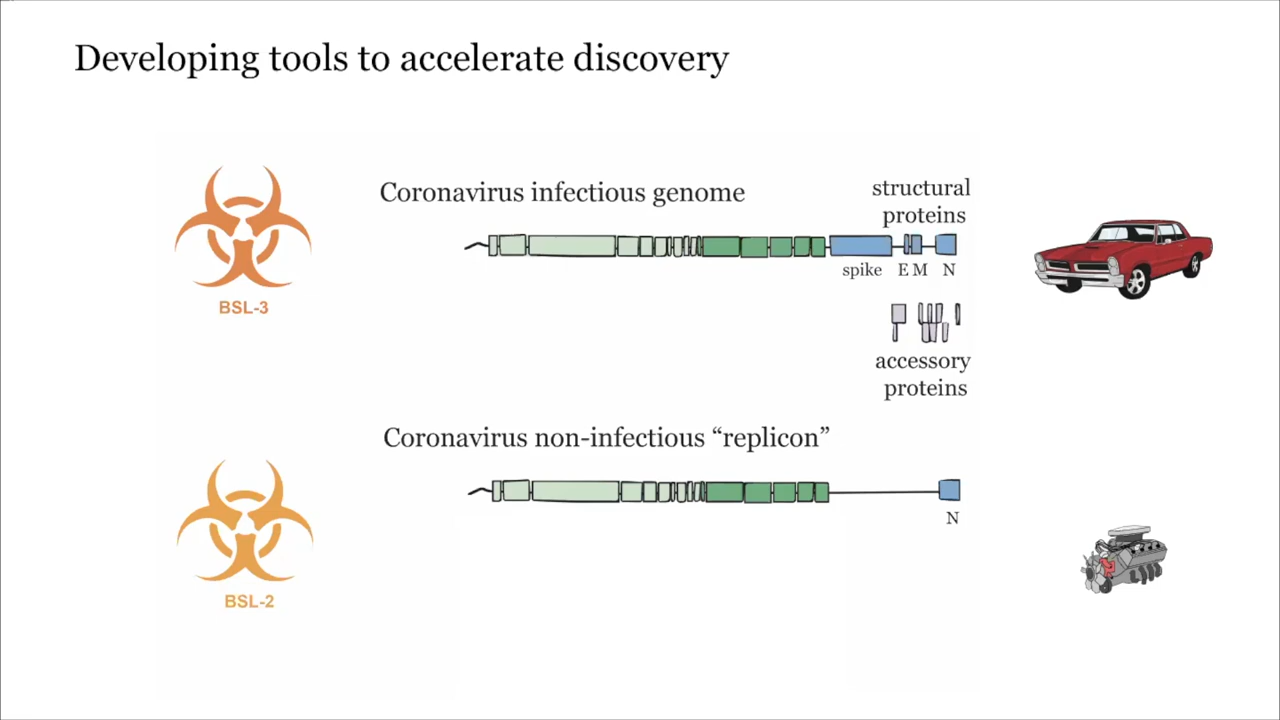 Developing tools to accelerate discovery
BSL-3
Coronavirus infectious genome
structural
proteins
spike
E M
N
accessory
proteins
Coronavirus non-infectious “replicon”
N
BSL-2